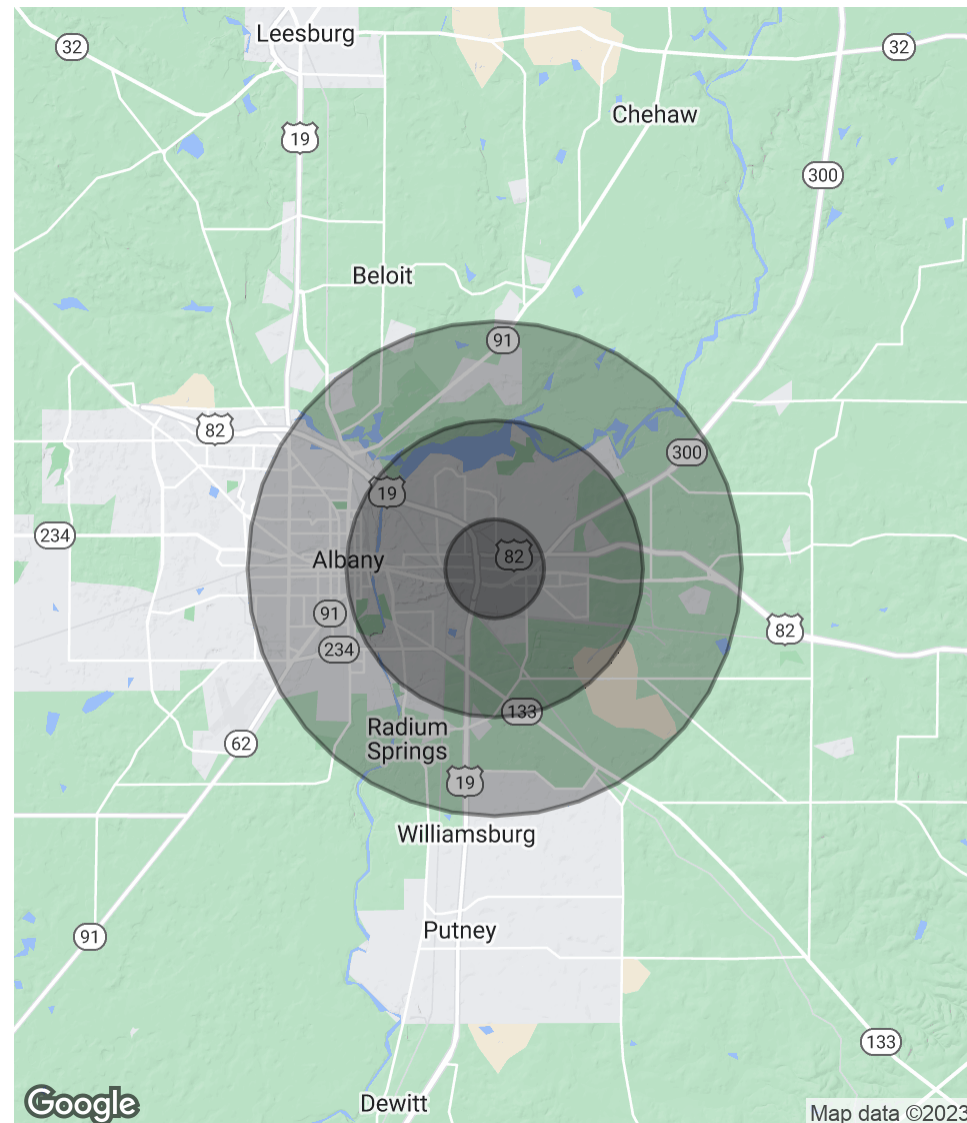 Leesburg
32
32
Chehaw
19
300
Beloit
91
82
300
19
234
82
Albany
91
82
234
133
Radium
Springs
62
19
Williamsburg
Putney
91
133
Dewitt
Google
Map data ©2023